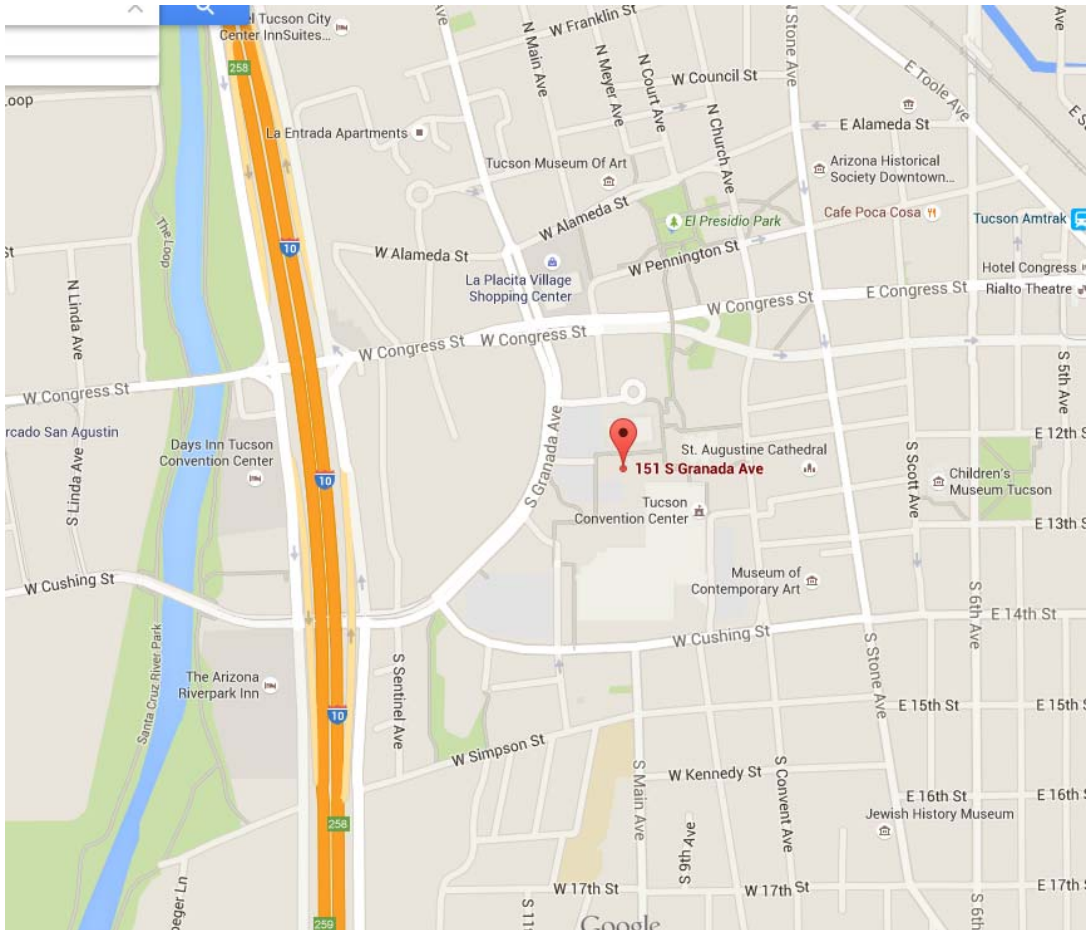 el Tucson City
Center InnSuites...
W Franklin St
N Main Ave
N Meyer Ave
N Court Ave
N Church Ave
N Stone Ave
Ave
Ave
258
W Council St
E Toole Ave
Loop
La Entrada Apartments
E Alameda St
Tucson Museum Of Art
Arizona Historical
Society Downtown...
Cafe Poca Cosa
Tucson Amtrak
El Presidio Park
W Alameda St
W Alameda St
The Loop
10
St
W Pennington St
La Placita Village
Shopping Center
Hotel Congress
Rialto Theatre
N Linda Ave
W Congress St
E Congress St
W Congress St
W Congress St
W Congress St
S 5th Ave
S Granada Ave
rcado San Agustin
Days Inn Tucson
Convention Center
St. Augustine Cathedral
E 12th St
151 S Granada Ave
S Linda Ave
10
S Scott Ave
Children's
Museum Tucson
Tucson
Convention Center
E 13th S
W Cushing St
Museum of
Contemporary Art
S 6th Ave
E 14th St
W Cushing St
S Stone Ave
Santa Cruz River Park
The Arizona
Riverpark Inn
S Sentinel Ave
10
E 15th St
E 15th S
W Simpson St
S Main Ave
W Kennedy St
S Convent Ave
E 16th St
E 16th S
Jewish History Museum
258
S 9th Ave
peger Ln
W 17th St
W 17th St
E 17th S
S 11
S 6th
259
Google